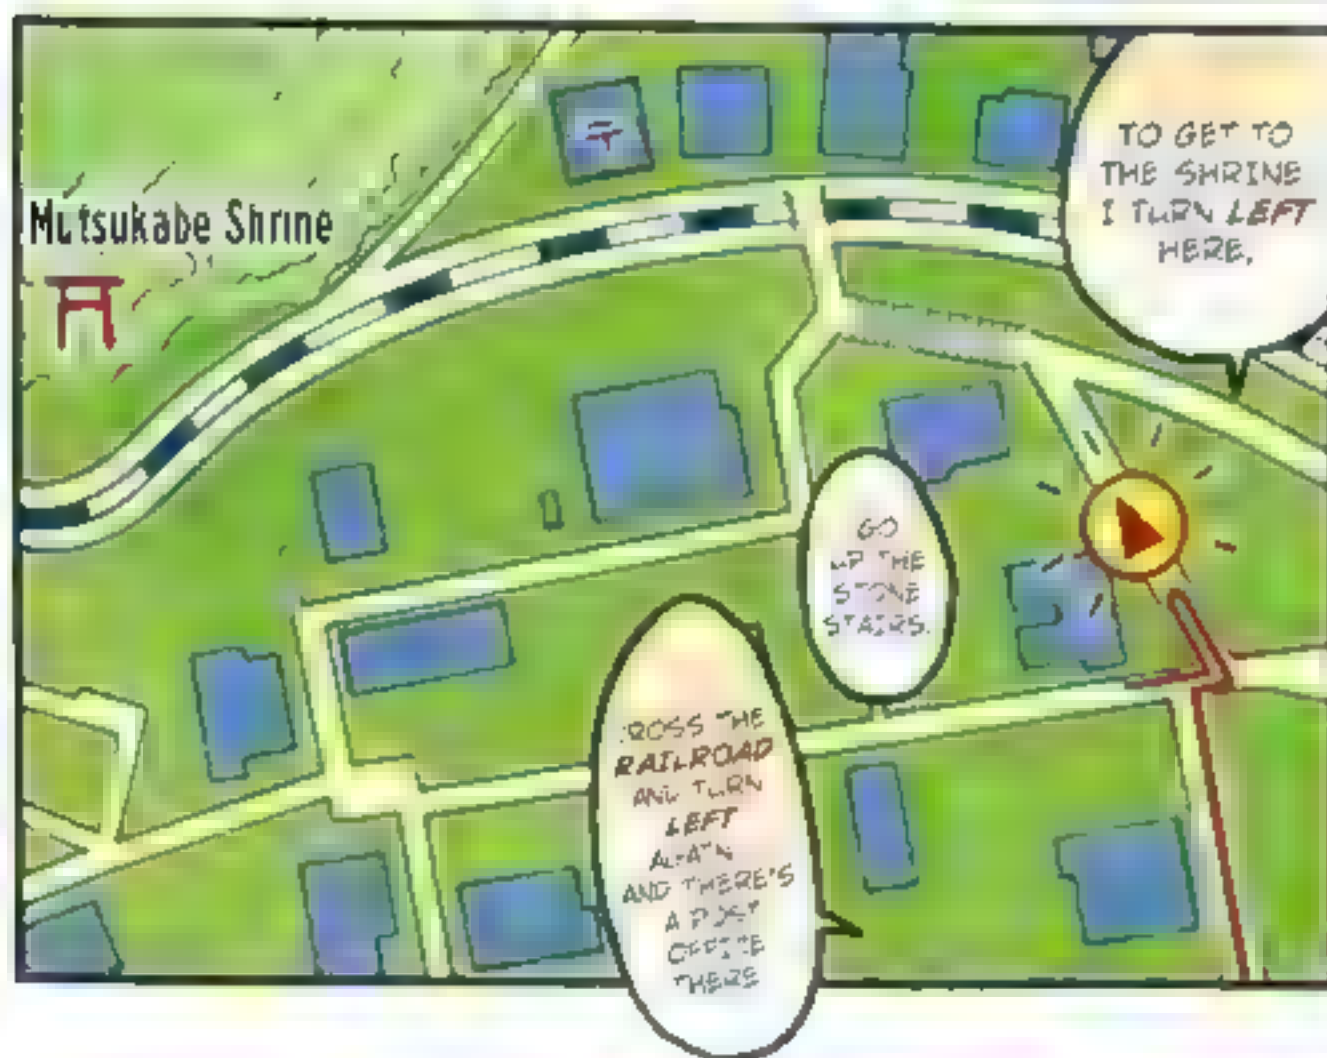 TO GET TO
THE SHRINE
I TURN LEFT
HERE.
Mutsukabe Shrine
GO
UP THE
STONE
STAIRS.
CROSS THE
RAILROAD
AND TURN
LEFT
AGAIN
AND THERE'S
A POST
OFFICE
THERE
〒